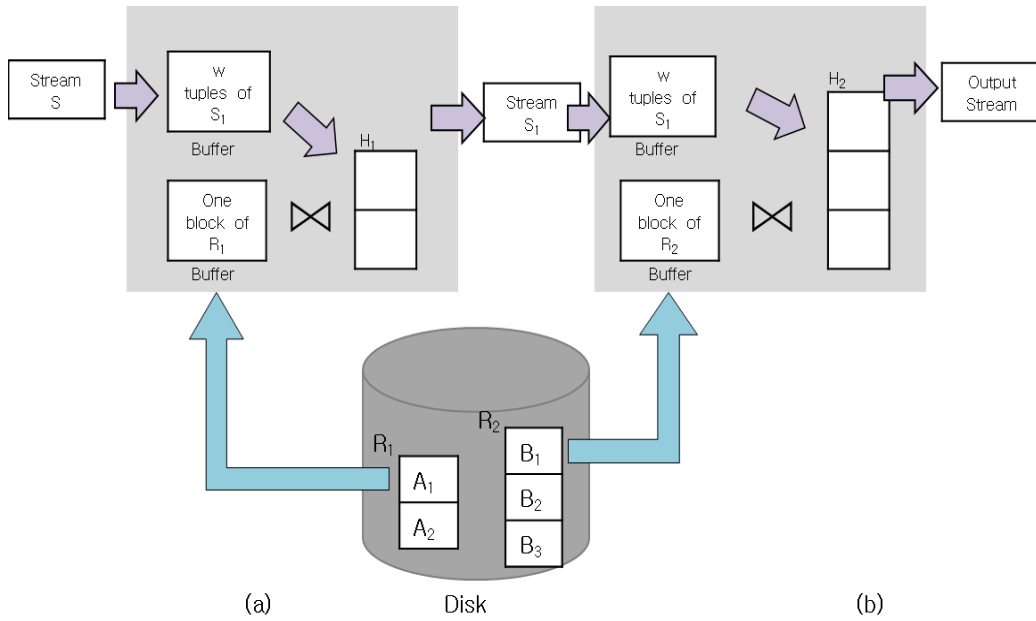 Stream
S
w
tuples of
S₁
Buffer
One
block of
R₁
Buffer
H₁
Stream
S₁
w
tuples of
S₁
Buffer
One
block of
R₂
Buffer
H₂
Output
Stream
R₁
A₁
A₂
R₂
B₁
B₂
B₃
(a)
Disk
(b)